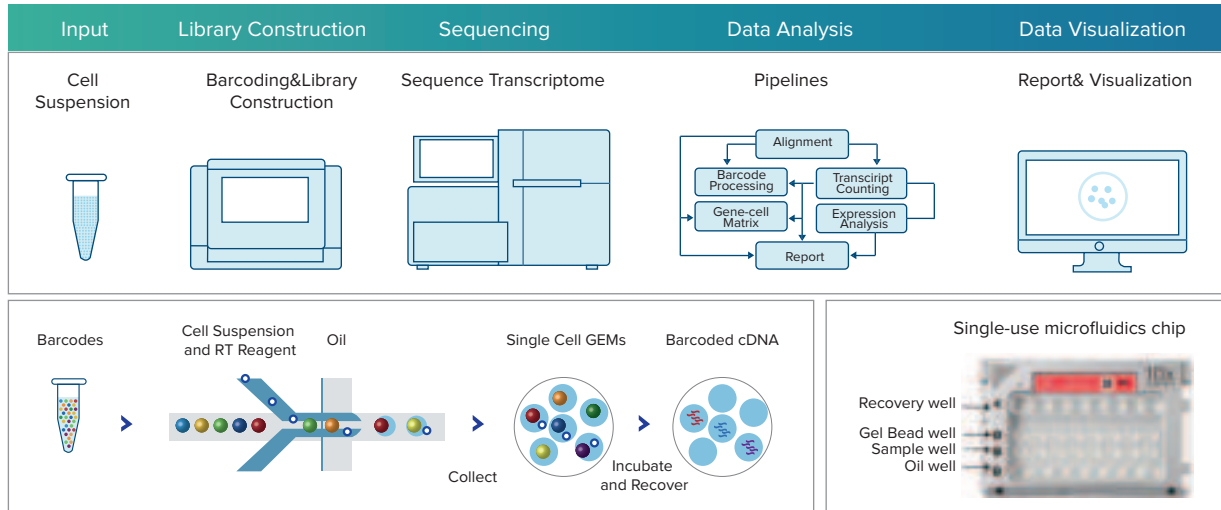 Input
Library Construction
Sequencing
Data Analysis
Data Visualization
Cell
Suspension
Barcoding&Library
Construction
Sequence Transcriptome
Pipelines
Report& Visualization
Alignment
Barcode
Processing
Transciript
Counting
Gene-cell
Matrix
Expression
Analysis
Report
Barcodes
Cell Suspension
and RT Reagent
Oil
Single Cell GEMs
Barcoded cDNA
Collect
Incubate
and Recover
Single-use microfluidics chip
10x
Recovery well
Gel Bead well
Sample well
Oil well